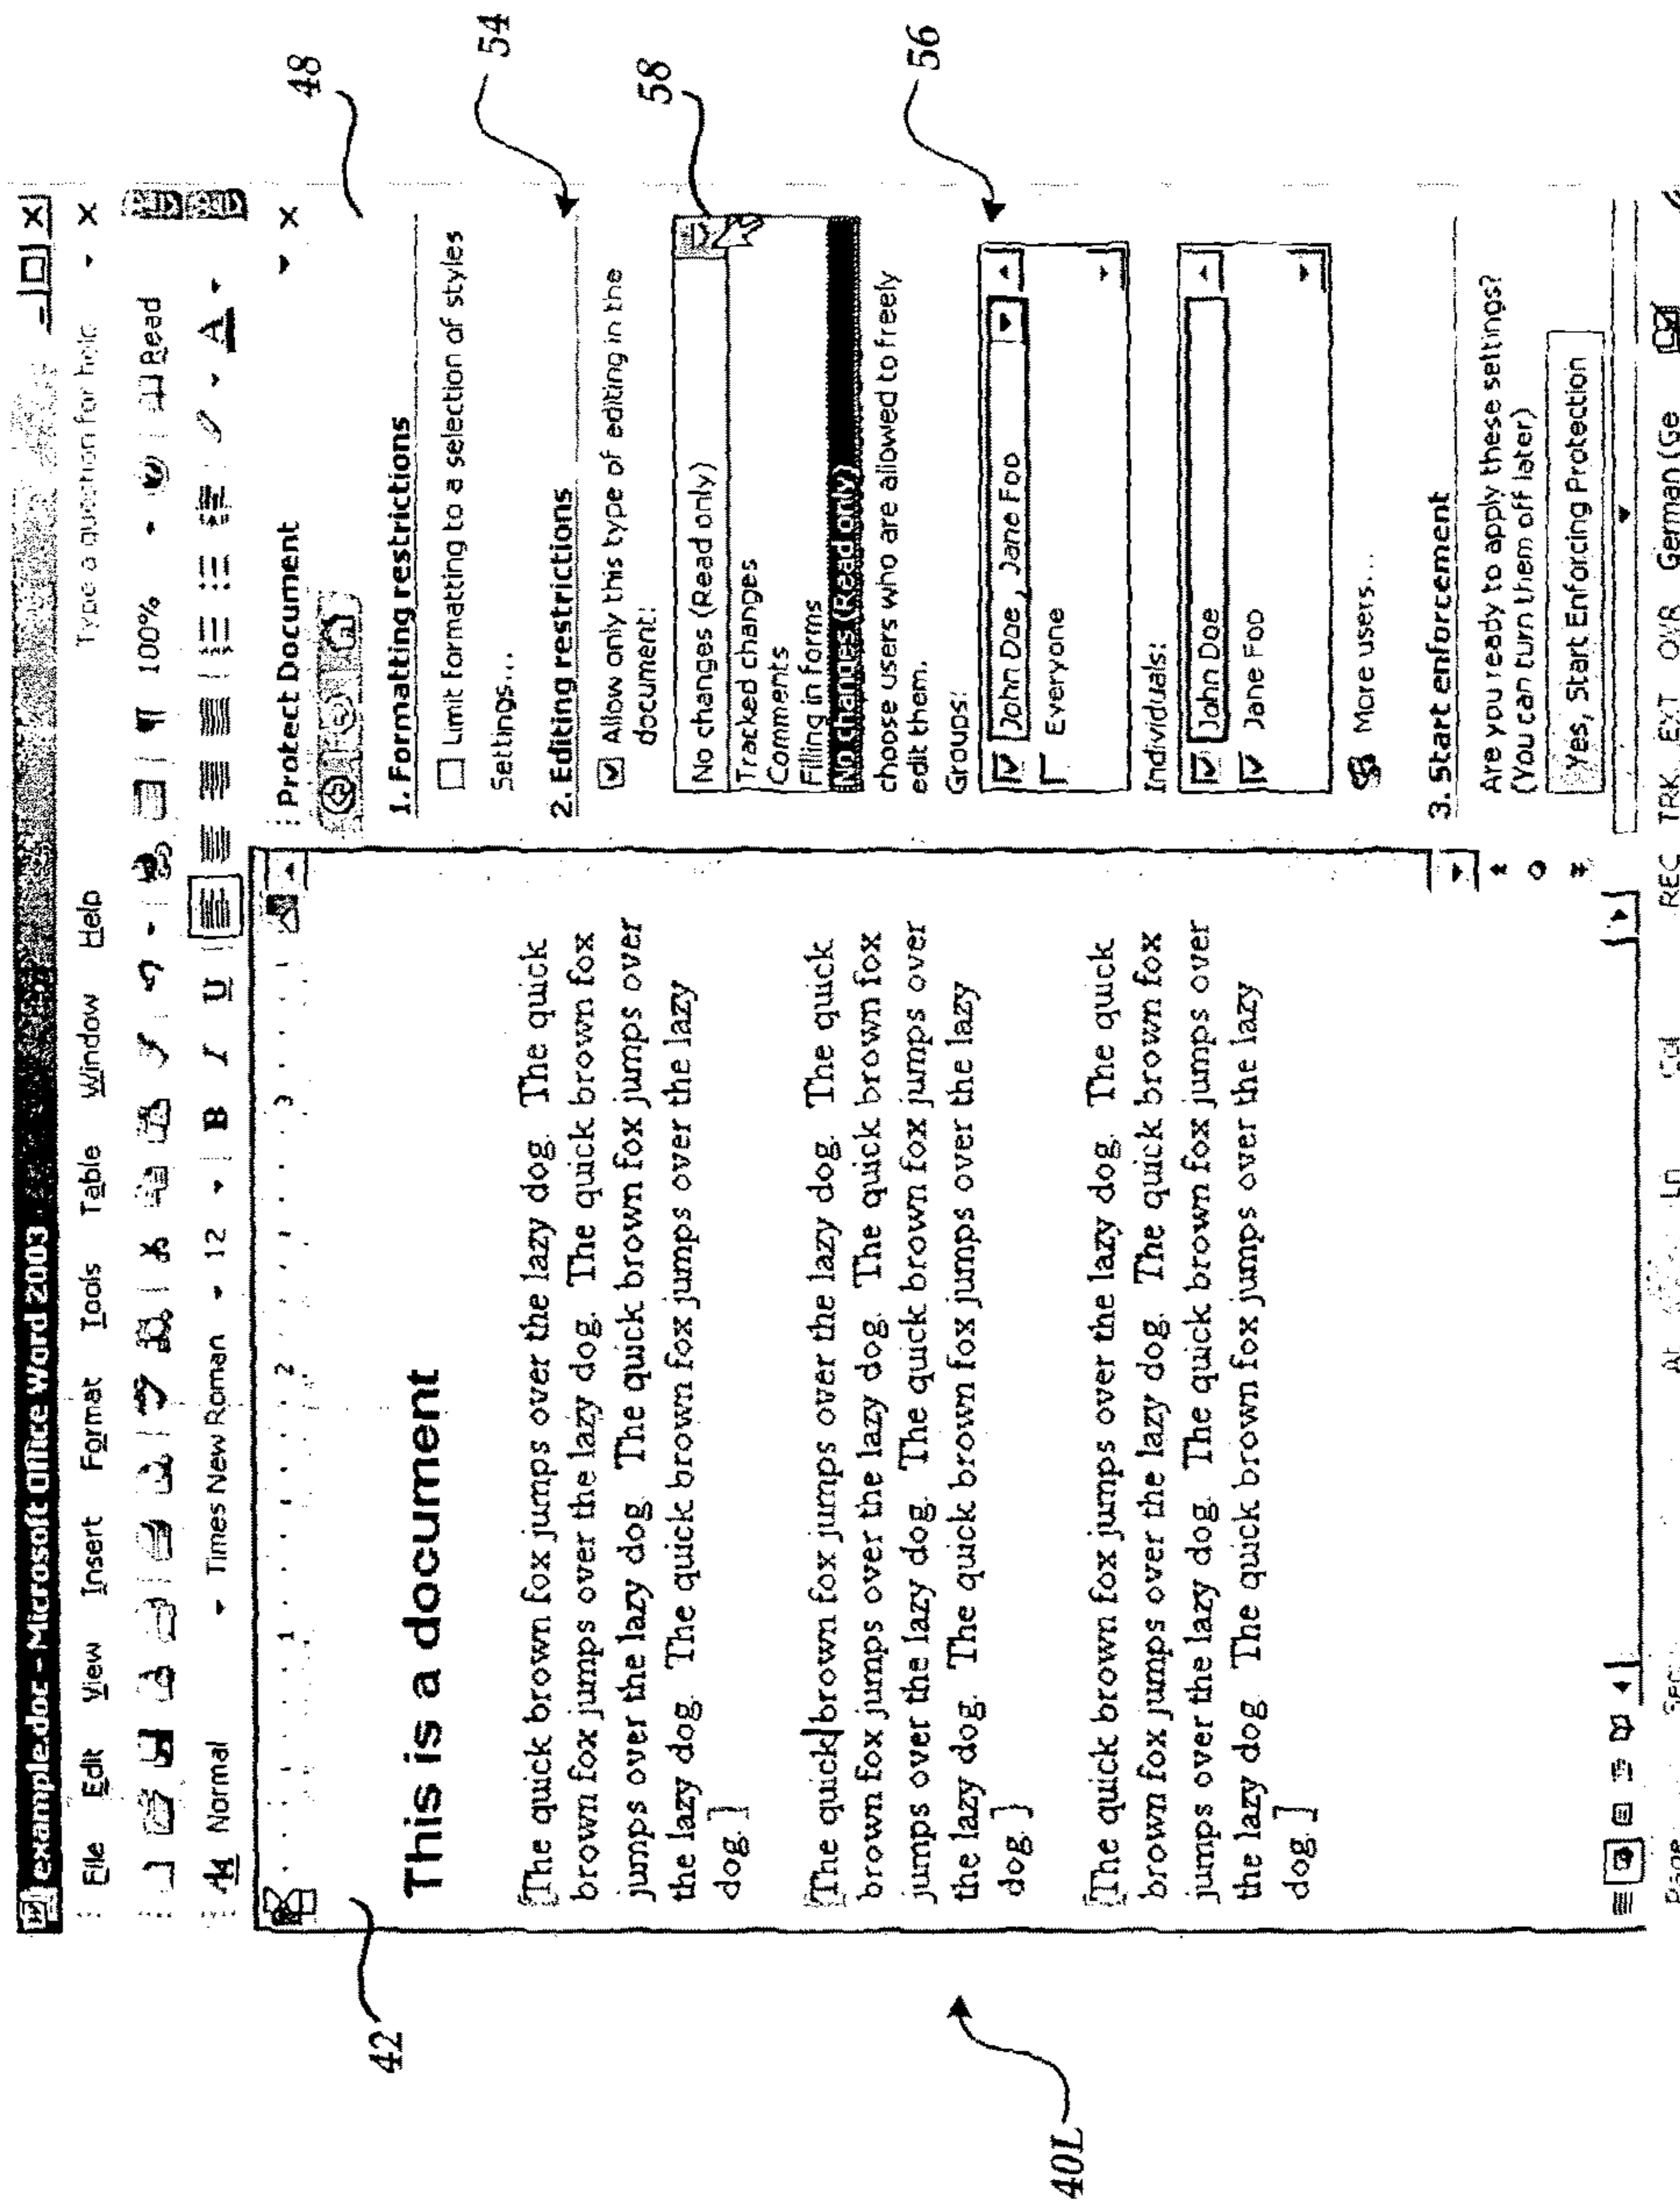 example.doc - Microsoft Office Word 2003
File Edit View Insert Format Tools Table Window Help
Type a question for help
100%
Read
Normal
Times New Roman
12
B I U
A
1 2 3
This is a document
[The quick brown fox jumps over the lazy dog. The quick
brown fox jumps over the lazy dog. The quick brown fox
jumps over the lazy dog. The quick brown fox jumps over
the lazy dog. The quick brown fox jumps over the lazy
dog.]
[The quick brown fox jumps over the lazy dog. The quick
brown fox jumps over the lazy dog. The quick brown fox
jumps over the lazy dog. The quick brown fox jumps over
the lazy dog. The quick brown fox jumps over the lazy
dog.]
[The quick brown fox jumps over the lazy dog. The quick
brown fox jumps over the lazy dog. The quick brown fox
jumps over the lazy dog. The quick brown fox jumps over
the lazy dog. The quick brown fox jumps over the lazy
dog.]
Protect Document
1. Formatting restrictions
Limit formatting to a selection of styles
Settings...
2. Editing restrictions
Allow only this type of editing in the
document:
No changes (Read only)
Tracked changes
Comments
Filling in forms
No changes (Read only)
choose users who are allowed to freely
edit them.
Groups:
John Doe, Jane Foo
Everyone
Individuals:
John Doe
Jane Foo
More users...
3. Start enforcement
Are you ready to apply these settings?
(You can turn them off later)
Yes, Start Enforcing Protection
Page Sec At Ln Col REC TRK EXT OVR German (Ge
42
48
54
58
56
40L